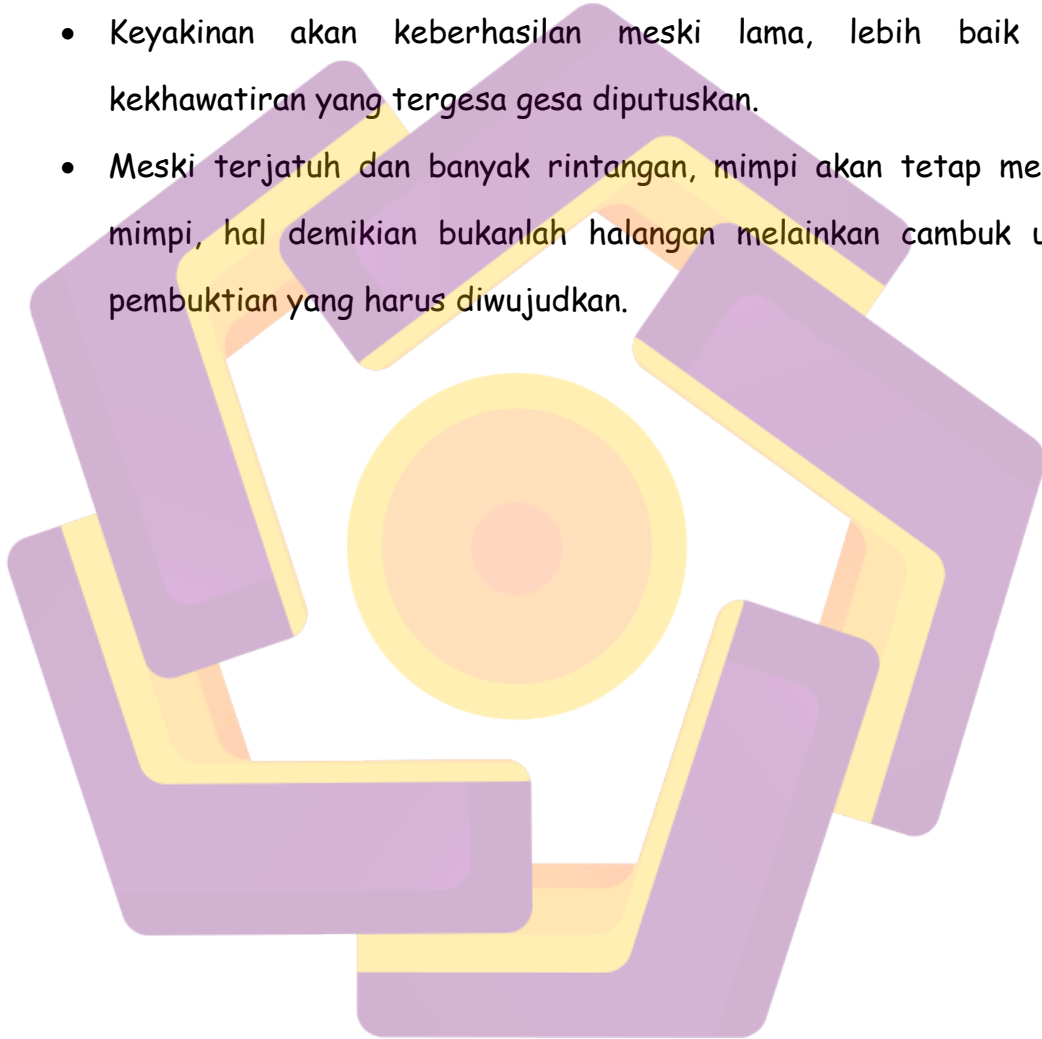 • Keyakinan akan keberhasilan meski lama, lebih baik
kekhawatiran yang tergesa gesa diputuskan.
• Meski terjatuh dan banyak rintangan, mimpi akan tetap me
mimpi, hal demikian bukanlah halangan melainkan cambuk u
pembuktian yang harus diwujudkan.